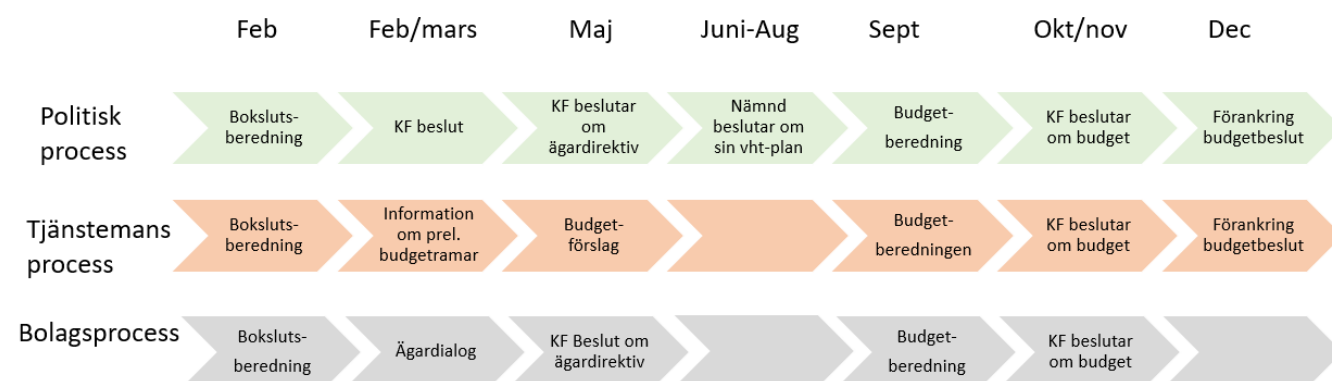 Feb
Feb/mars
Maj
Juni-Aug
Sept
Okt/nov
Dec
Politisk
process
Boksluts-
beredning
KF beslut
KF beslutar
om
ägardirektiv
Nämnd
beslutar om
sin vht-plan
Budget-
beredning
KF beslutar
om budget
Förankring
budgetbeslut
Tjänstemans
process
Boksluts-
beredning
Information
om prel.
budgetramar
Budget-
förslag
Budget-
beredningen
KF beslutar
om budget
Förankring
budgetbeslut
Bolagsprocess
Boksluts-
beredning
Ägardialog
KF Beslut om
ägardirektiv
Budget-
beredning
KF beslutar
om budget